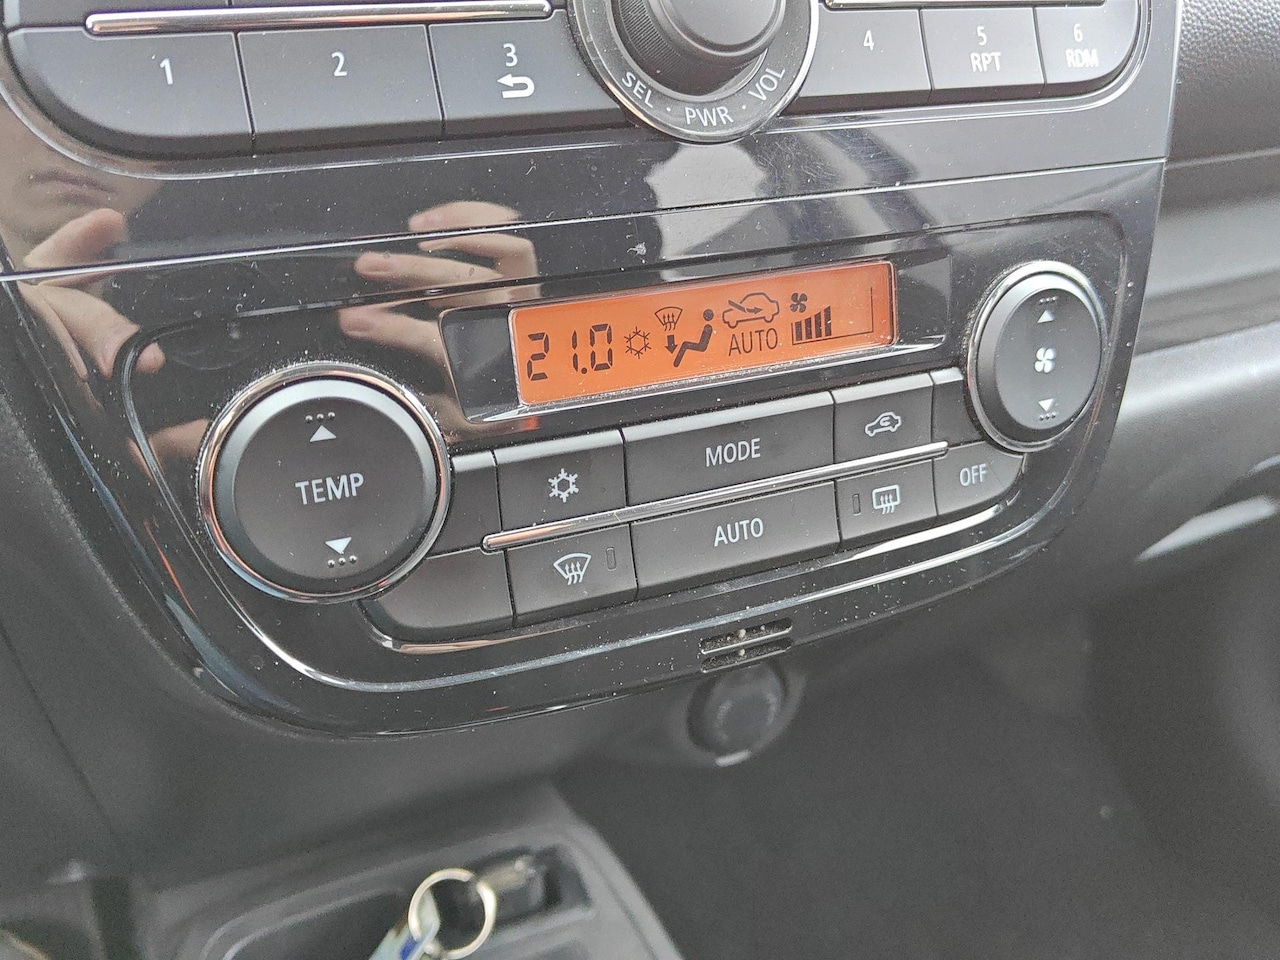 1
2
3
4
5
RPT
6
RDM
SEL · PWR · VOL
21.0
AUTO
TEMP
MODE
AUTO
OFF